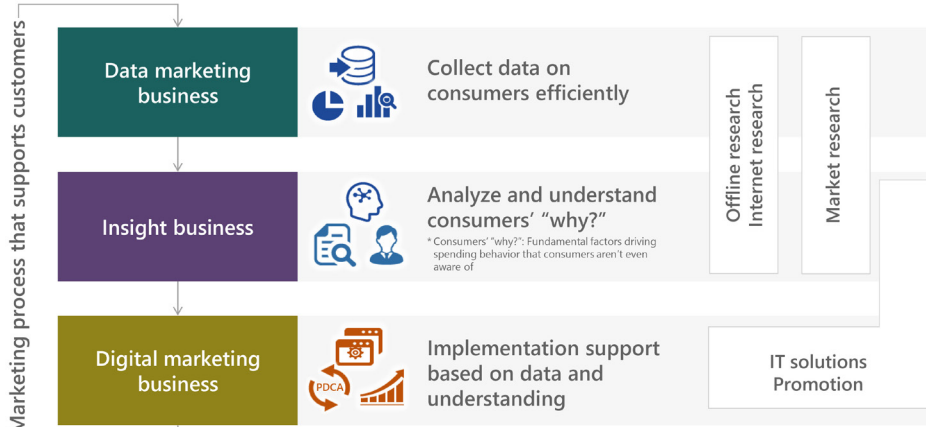 Marketing process that supports customers
Data marketing
business
Collect data on
consumers efficiently
Offline research
Internet research
Market research
Insight business
Analyze and understand
consumers’ “why?”
* Consumers’ “why?”: Fundamental factors driving
spending behavior that consumers aren't even
aware of
Digital marketing
business
PDCA
Implementation support
based on data and
understanding
IT solutions
Promotion